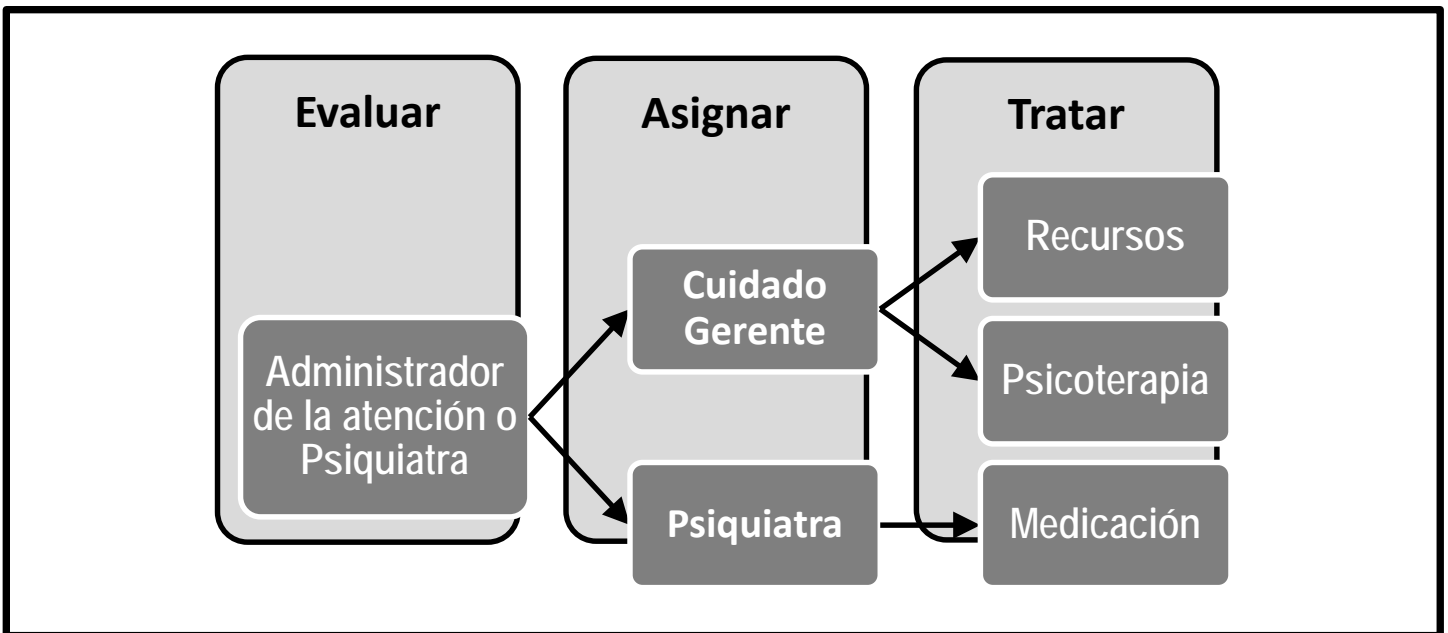 Evaluar
Asignar
Tratar
Administrador
de la atención o
Psiquiatra
Cuidado
Gerente
Psiquiatra
Recursos
Psicoterapia
Medicación